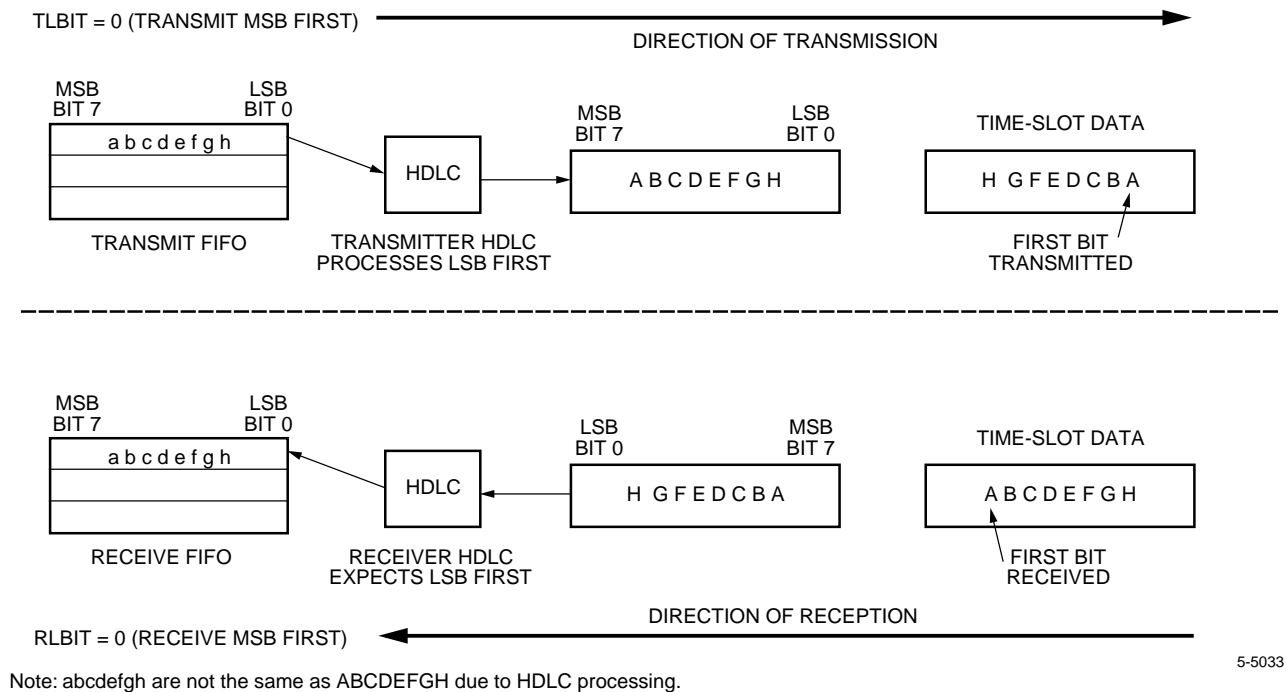 TLBIT = 0 (TRANSMIT MSB FIRST)
DIRECTION OF TRANSMISSION
MSB
BIT 7
LSB
BIT 0
a b c d e f g h
TRANSMIT FIFO
HDLC
TRANSMITTER HDLC
PROCESSES LSB FIRST
MSB
BIT 7
LSB
BIT 0
A B C D E F G H
TIME-SLOT DATA
H G F E D C B A
FIRST BIT
TRANSMITTED
MSB
BIT 7
LSB
BIT 0
a b c d e f g h
RECEIVE FIFO
HDLC
RECEIVER HDLC
EXPECTS LSB FIRST
LSB
BIT 0
MSB
BIT 7
H G F E D C B A
TIME-SLOT DATA
A B C D E F G H
FIRST BIT
RECEIVED
DIRECTION OF RECEPTION
RLBIT = 0 (RECEIVE MSB FIRST)
5-5033
Note: abcdefgh are not the same as ABCDEFGH due to HDLC processing.